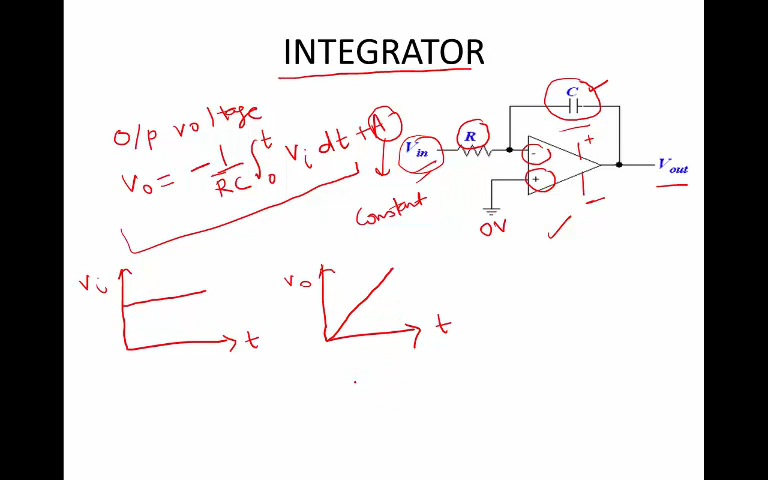 INTEGRATOR
O/p voltage
V₀ = -1/RC ∫₀ᵗ Vᵢ dt + A
Constant
C
R
Vin
-
+
+
-
Vout
0V
Vᵢ
t
V₀
t